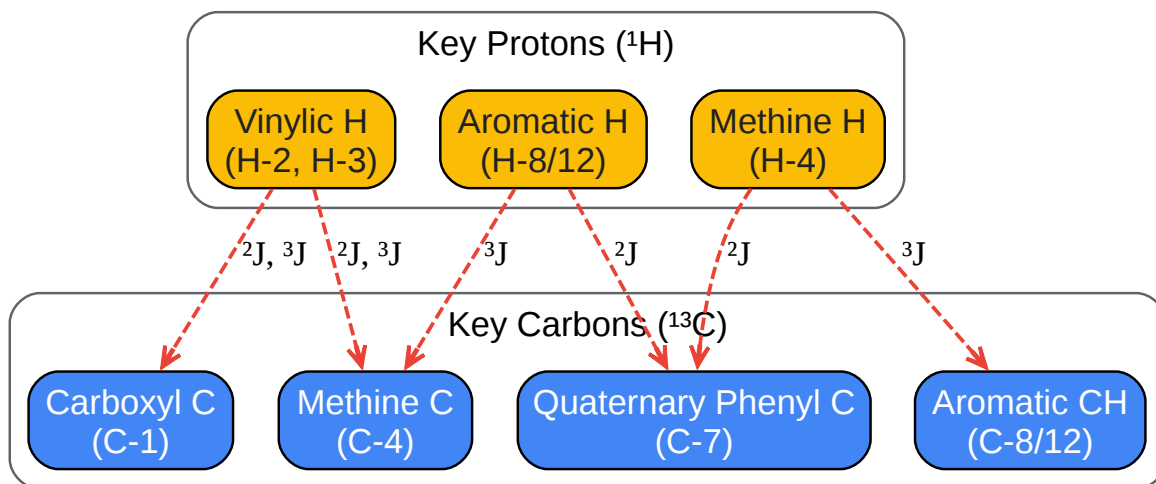 Key Protons (¹H)
Vinylic H
(H-2, H-3)
Aromatic H
(H-8/12)
Methine H
(H-4)
²J, ³J
²J, ³J
³J
²J
²J
³J
Key Carbons (¹³C)
Carboxyl C
(C-1)
Methine C
(C-4)
Quaternary Phenyl C
(C-7)
Aromatic CH
(C-8/12)